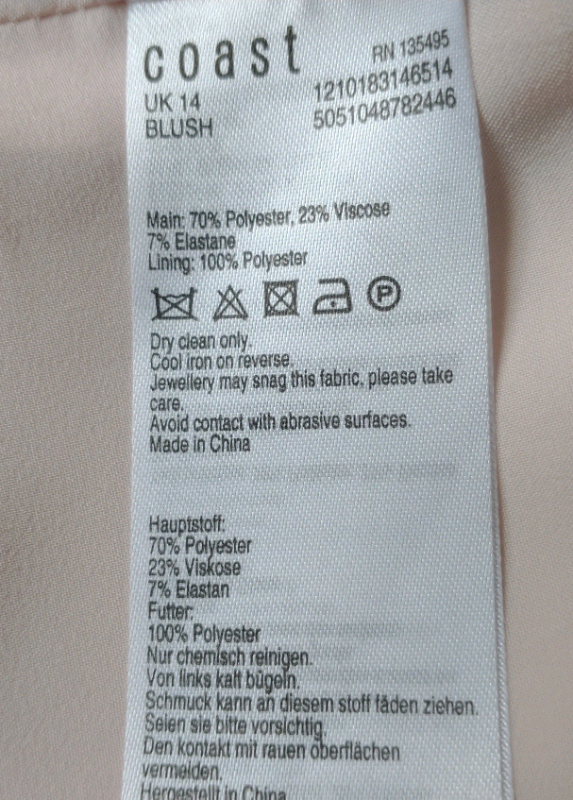 coast
RN 135495
UK 14
1210183146514
BLUSH
5051048782446
Main: 70% Polyester, 23% Viscose
7% Elastane
Lining: 100% Polyester
P
Dry clean only.
Cool iron on reverse.
Jewellery may snag this fabric, please take
care.
Avoid contact with abrasive surfaces.
Made in China
Hauptstoff:
70% Polyester
23% Viskose
7% Elastan
Futter:
100% Polyester
Nur chemisch reinigen.
Von links kalt bügeln.
Schmuck kann an diesem stoff fäden ziehen.
Seien sie bitte vorsichtig
Den kontakt mit rauen oberflächen
vermeiden.
Hergestellt in China